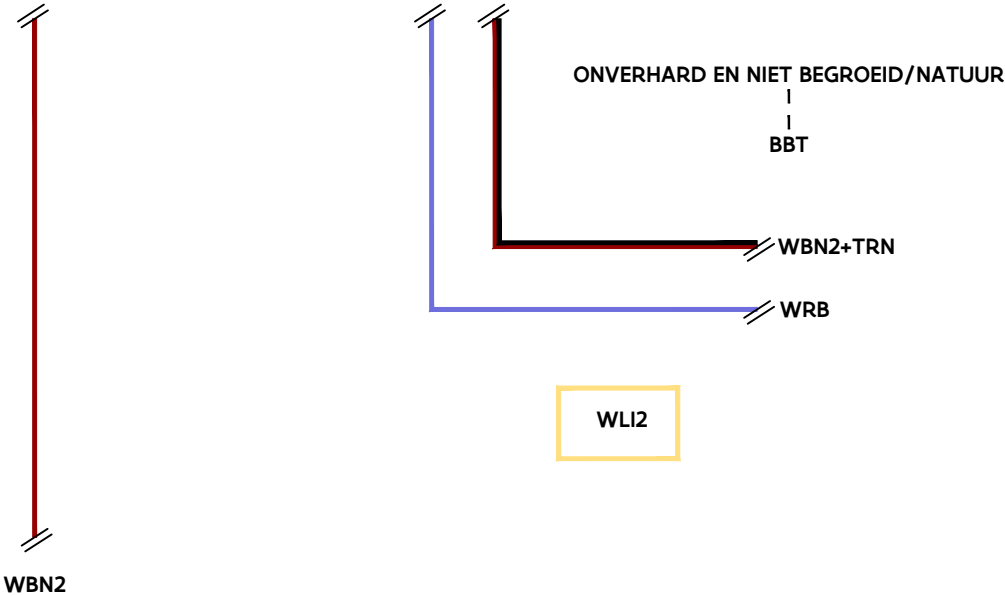 ONVERHARD EN NIET BEGROEID/NATUUR
BBT
WBN2+TRN
WRB
WLI2
WBN2